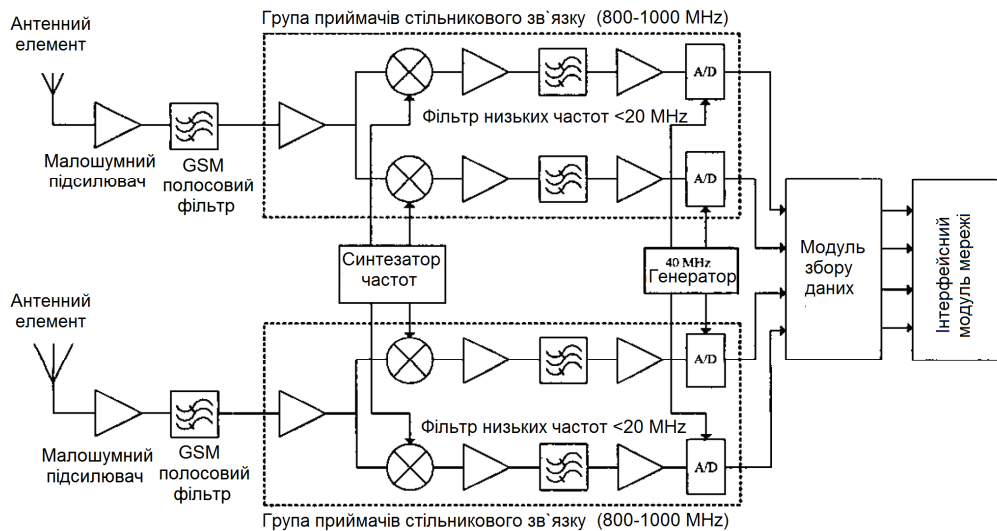 Група приймачів стільникового зв`язку (800-1000 MHz)
Антенний
елемент
A/D
Фільтр низьких частот <20 MHz
Малошумний
підсилювач
GSM
полосовий
фільтр
A/D
Синтезатор
частот
40 MHz
Генератор
Модуль
збору
даних
Інтерфейсний
модуль мережі
Антенний
елемент
A/D
Фільтр низьких частот <20 MHz
Малошумний
підсилювач
GSM
полосовий
фільтр
A/D
Група приймачів стільникового зв`язку (800-1000 MHz)